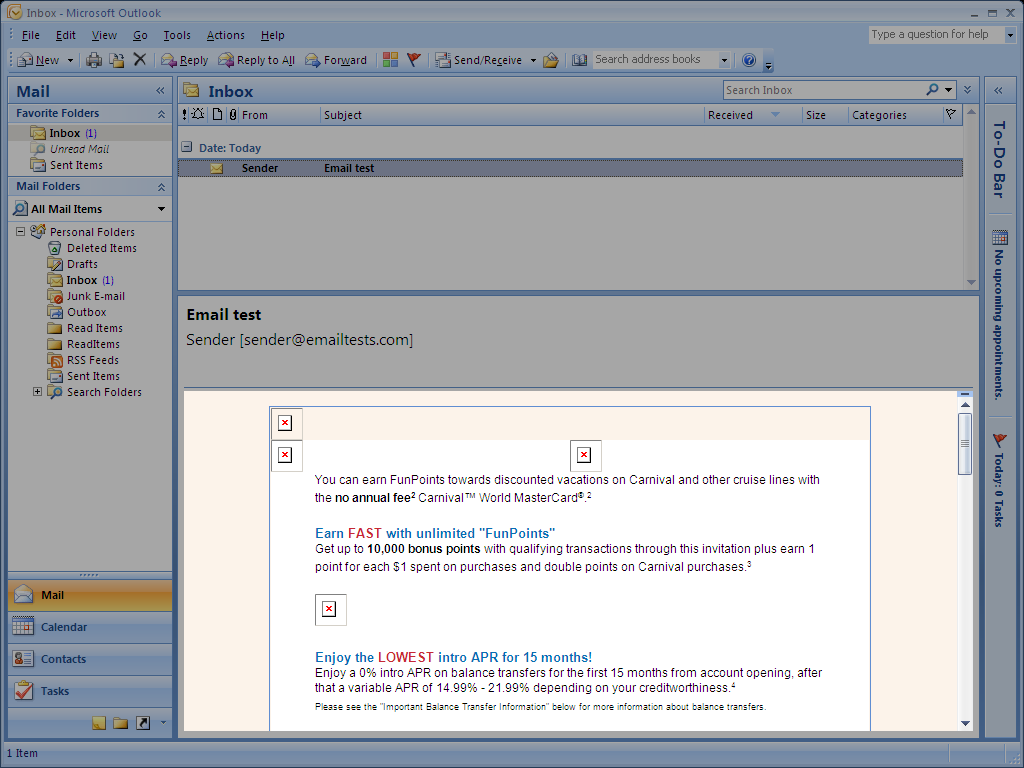 Inbox - Microsoft Outlook
File Edit View Go Tools Actions Help
Type a question for help
New Reply Reply to All Forward Send/Receive Search address books
Mail «
Favorite Folders
Inbox (1)
Unread Mail
Sent Items
Mail Folders
All Mail Items
Personal Folders
Deleted Items
Drafts
Inbox (1)
Junk E-mail
Outbox
Read Items
ReadItems
RSS Feeds
Sent Items
Search Folders
Mail
Calendar
Contacts
Tasks
1 Item
Inbox
Search Inbox
From Subject Received Size Categories
Date: Today
Sender Email test
Email test
Sender [sender@emailtests.com]
You can earn FunPoints towards discounted vacations on Carnival and other cruise lines with
the no annual fee² Carnival™ World MasterCard®.²
Earn FAST with unlimited "FunPoints"
Get up to 10,000 bonus points with qualifying transactions through this invitation plus earn 1
point for each $1 spent on purchases and double points on Carnival purchases.³
Enjoy the LOWEST intro APR for 15 months!
Enjoy a 0% intro APR on balance transfers for the first 15 months from account opening, after
that a variable APR of 14.99% - 21.99% depending on your creditworthiness.⁴
Please see the "Important Balance Transfer Information" below for more information about balance transfers.
«
To-Do Bar
No upcoming appointments.
Today: 0 Tasks